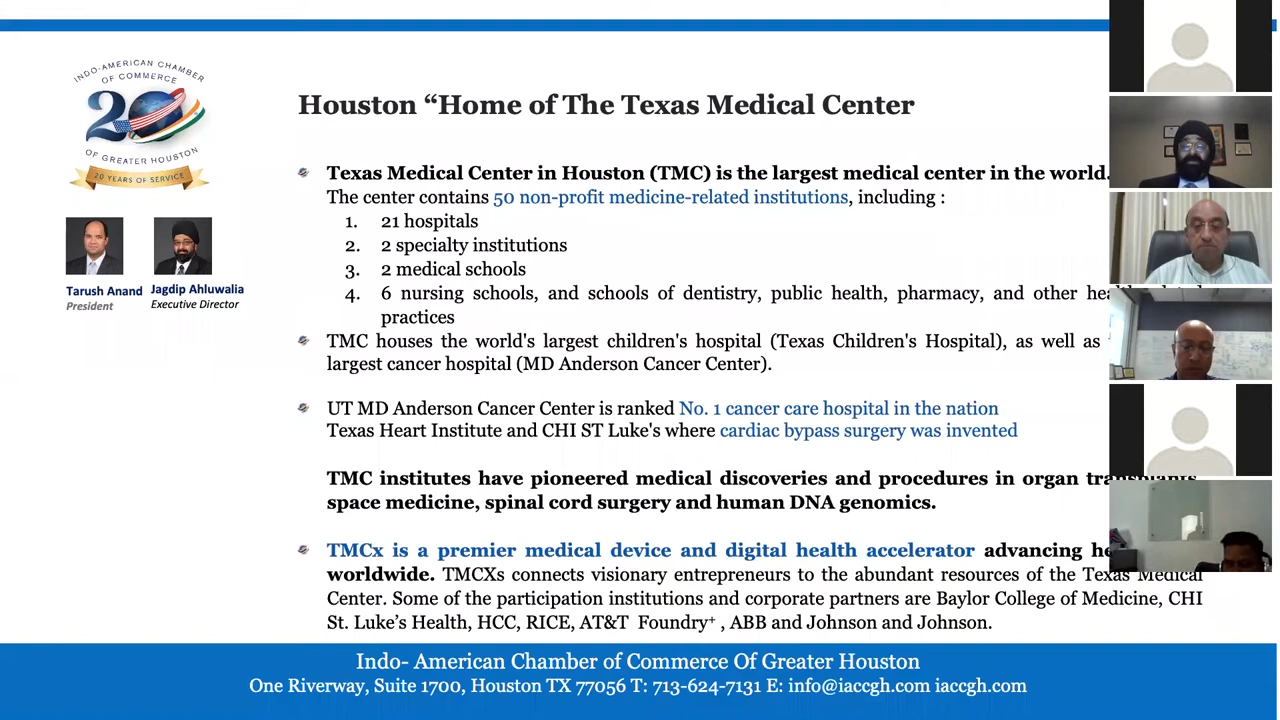 INDO-AMERICAN CHAMBER
OF COMMERCE
20
OF GREATER HOUSTON
20 YEARS OF SERVICE
Tarush Anand
President
Jagdip Ahluwalia
Executive Director
Houston “Home of The Texas Medical Center
Texas Medical Center in Houston (TMC) is the largest medical center in the world.
The center contains 50 non-profit medicine-related institutions, including :
1. 21 hospitals
2. 2 specialty institutions
3. 2 medical schools
4. 6 nursing schools, and schools of dentistry, public health, pharmacy, and other
practices
TMC houses the world's largest children's hospital (Texas Children's Hospital), as well as
largest cancer hospital (MD Anderson Cancer Center).
UT MD Anderson Cancer Center is ranked No. 1 cancer care hospital in the nation
Texas Heart Institute and CHI ST Luke's where cardiac bypass surgery was invented
TMC institutes have pioneered medical discoveries and procedures in organ transplants,
space medicine, spinal cord surgery and human DNA genomics.
TMCx is a premier medical device and digital health accelerator advancing
worldwide. TMCXs connects visionary entrepreneurs to the abundant resources of the Texas Medical
Center. Some of the participation institutions and corporate partners are Baylor College of Medicine, CHI
St. Luke’s Health, HCC, RICE, AT&T Foundry⁺ , ABB and Johnson and Johnson.
Indo- American Chamber of Commerce Of Greater Houston
One Riverway, Suite 1700, Houston TX 77056 T: 713-624-7131 E: info@iaccgh.com iaccgh.com